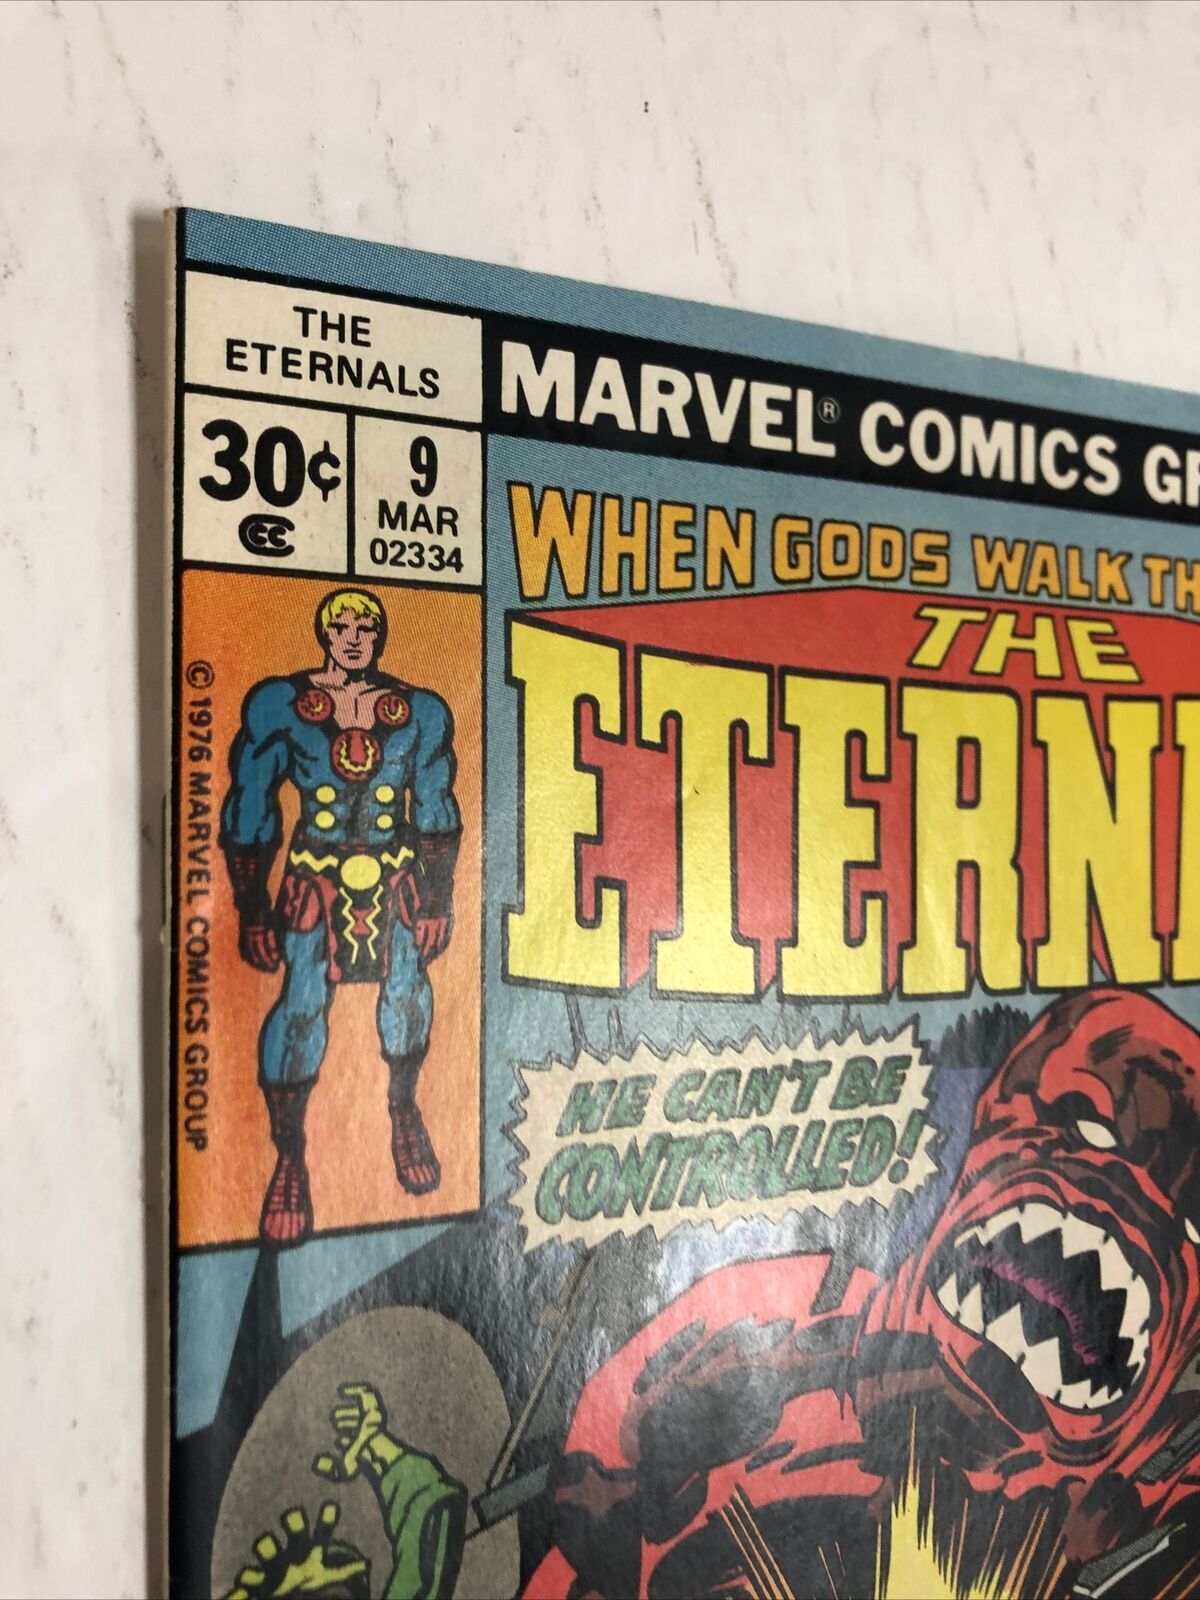 THE
ETERNALS
30¢
CCC
9
MAR
02334
MARVEL® COMICS GR
WHEN GODS WALK TH
THE
ETERN
© 1976 MARVEL COMICS GROUP
HE CAN'T BE
CONTROLLED!